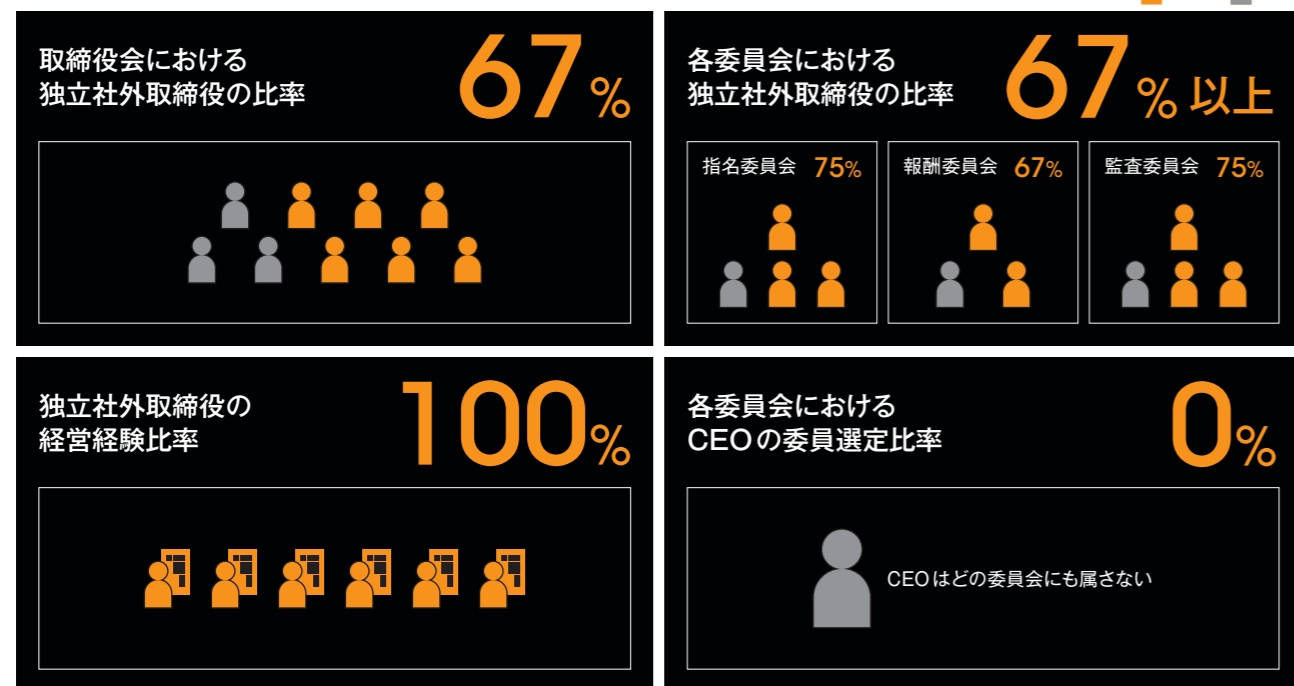 取締役会における
独立社外取締役の比率
67%
各委員会における
独立社外取締役の比率
67%以上
指名委員会 75%
報酬委員会 67%
監査委員会 75%
独立社外取締役の
経営経験比率
100%
各委員会における
CEOの委員選定比率
0%
CEOはどの委員会にも属さない